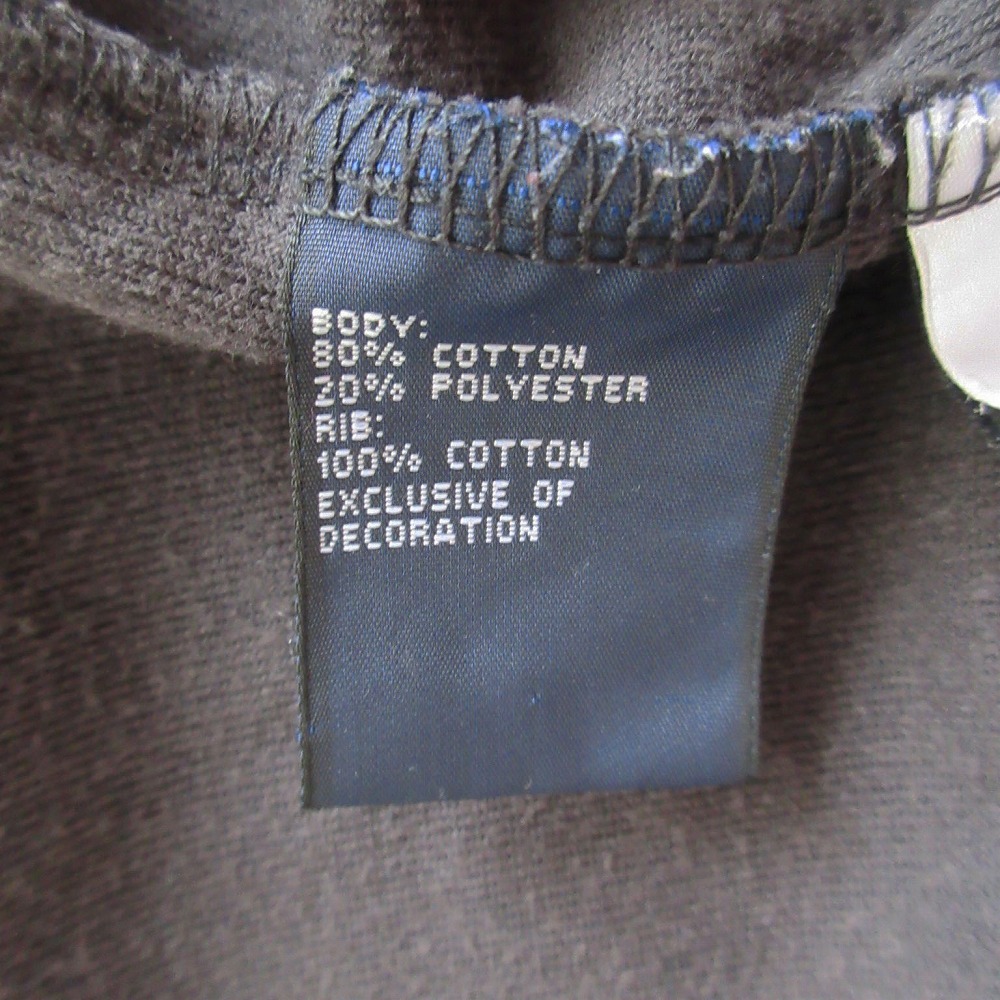 BODY:
80% COTTON
20% POLYESTER
RIB:
100% COTTON
EXCLUSIVE OF
DECORATION